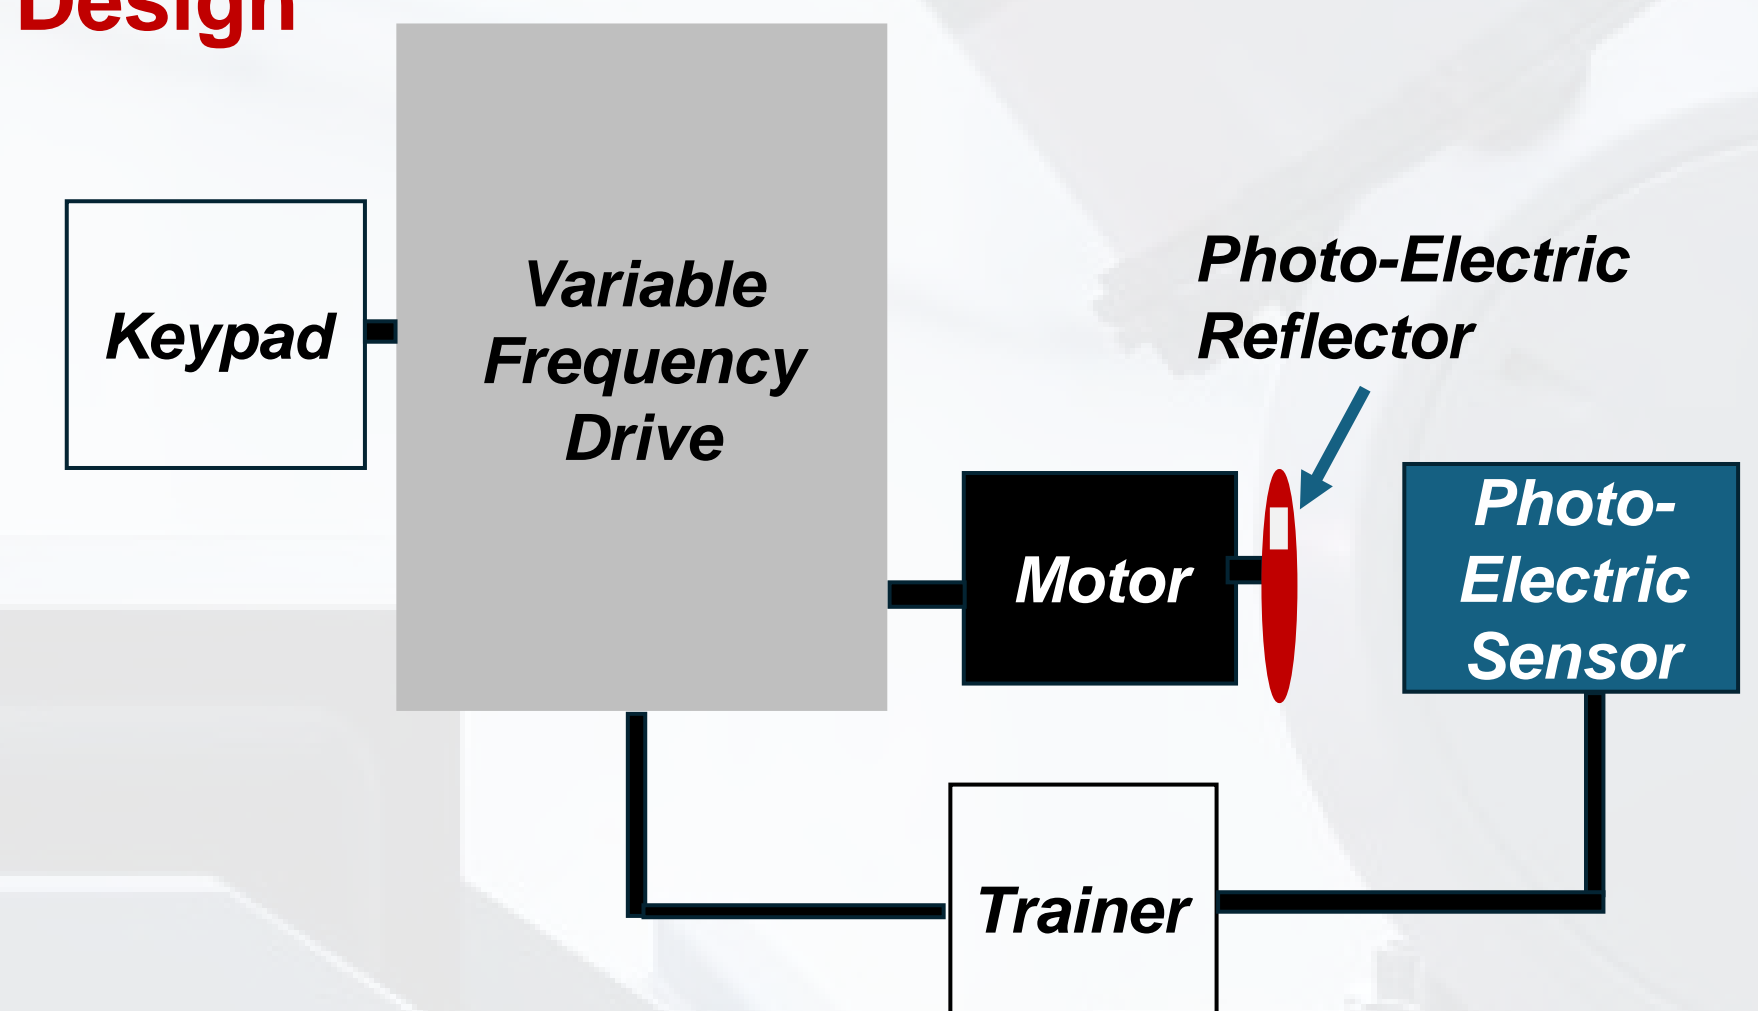 Design
Keypad
Variable
Frequency
Drive
Photo-Electric
Reflector
Motor
Photo-
Electric
Sensor
Trainer